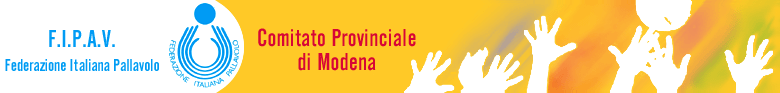 F.I.P.A.V.
Federazione Italiana Pallavolo
FEDERAZIONE ITALIANA PALLAVOLO
Comitato Provinciale
di Modena